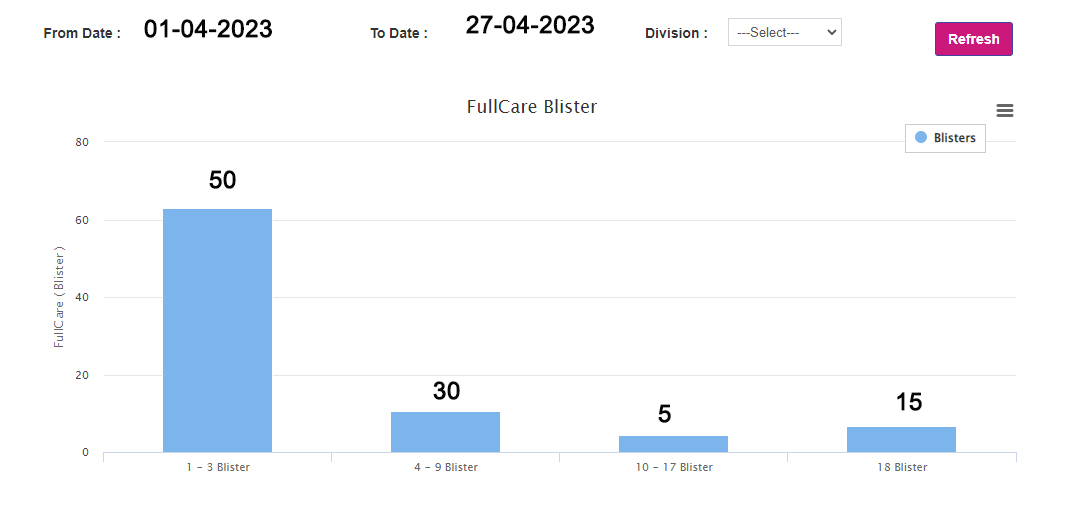 From Date : 01-04-2023 To Date : 27-04-2023 Division : ---Select--- Refresh
FullCare Blister
Blisters
80
60
40
20
0
FullCare ( Blister )
50
30
5
15
1 – 3 Blister 4 – 9 Blister 10 – 17 Blister 18 Blister